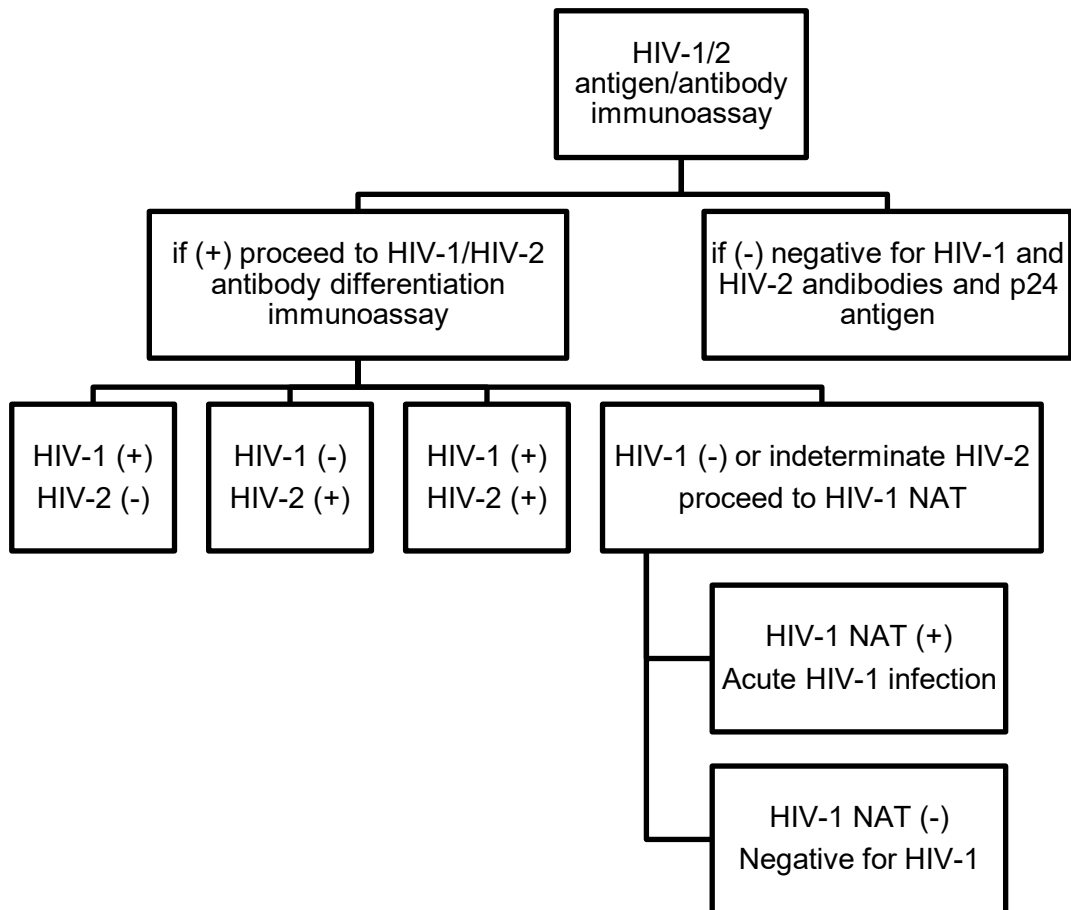 HIV-1/2
antigen/antibody
immunoassay
if (+) proceed to HIV-1/HIV-2
antibody differentiation
immunoassay
if (-) negative for HIV-1 and
HIV-2 andibodies and p24
antigen
HIV-1 (+)
HIV-2 (-)
HIV-1 (-)
HIV-2 (+)
HIV-1 (+)
HIV-2 (+)
HIV-1 (-) or indeterminate HIV-2
proceed to HIV-1 NAT
HIV-1 NAT (+)
Acute HIV-1 infection
HIV-1 NAT (-)
Negative for HIV-1